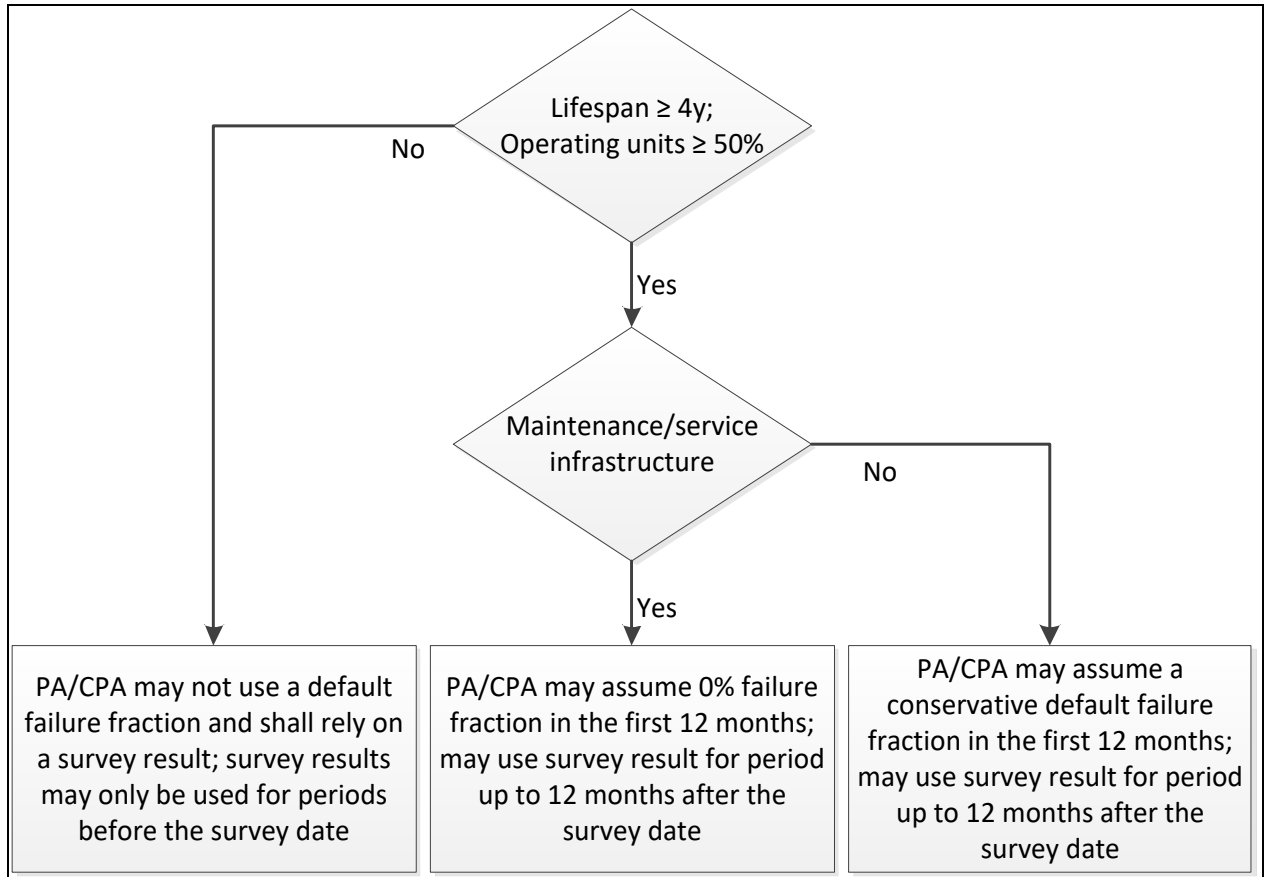 Lifespan ≥ 4y;
Operating units ≥ 50%
No
Yes
Maintenance/service
infrastructure
No
Yes
PA/CPA may not use a default
failure fraction and shall rely on
a survey result; survey results
may only be used for periods
before the survey date
PA/CPA may assume 0% failure
fraction in the first 12 months;
may use survey result for period
up to 12 months after the
survey date
PA/CPA may assume a
conservative default failure
fraction in the first 12 months;
may use survey result for period
up to 12 months after the
survey date